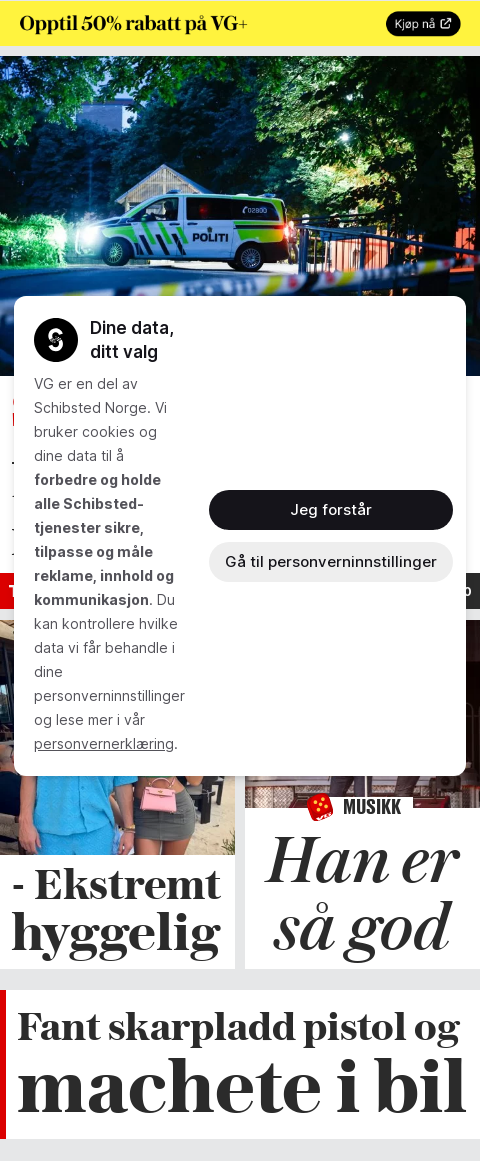 Opptil 50% rabatt på VG+
Kjøp nå
02800
POLITI
Dine data,
ditt valg
VG er en del av
Schibsted Norge. Vi
bruker cookies og
dine data til å
forbedre og holde
alle Schibsted-
tjenester sikre,
tilpasse og måle
reklame, innhold og
kommunikasjon. Du
kan kontrollere hvilke
data vi får behandle i
dine
personverninnstillinger
og lese mer i vår
personvernerklæring.
Jeg forstår
Gå til personverninnstillinger
MUSIKK
- Ekstremt
hyggelig
Han er
så god
Fant skarpladd pistol og
machete i bil